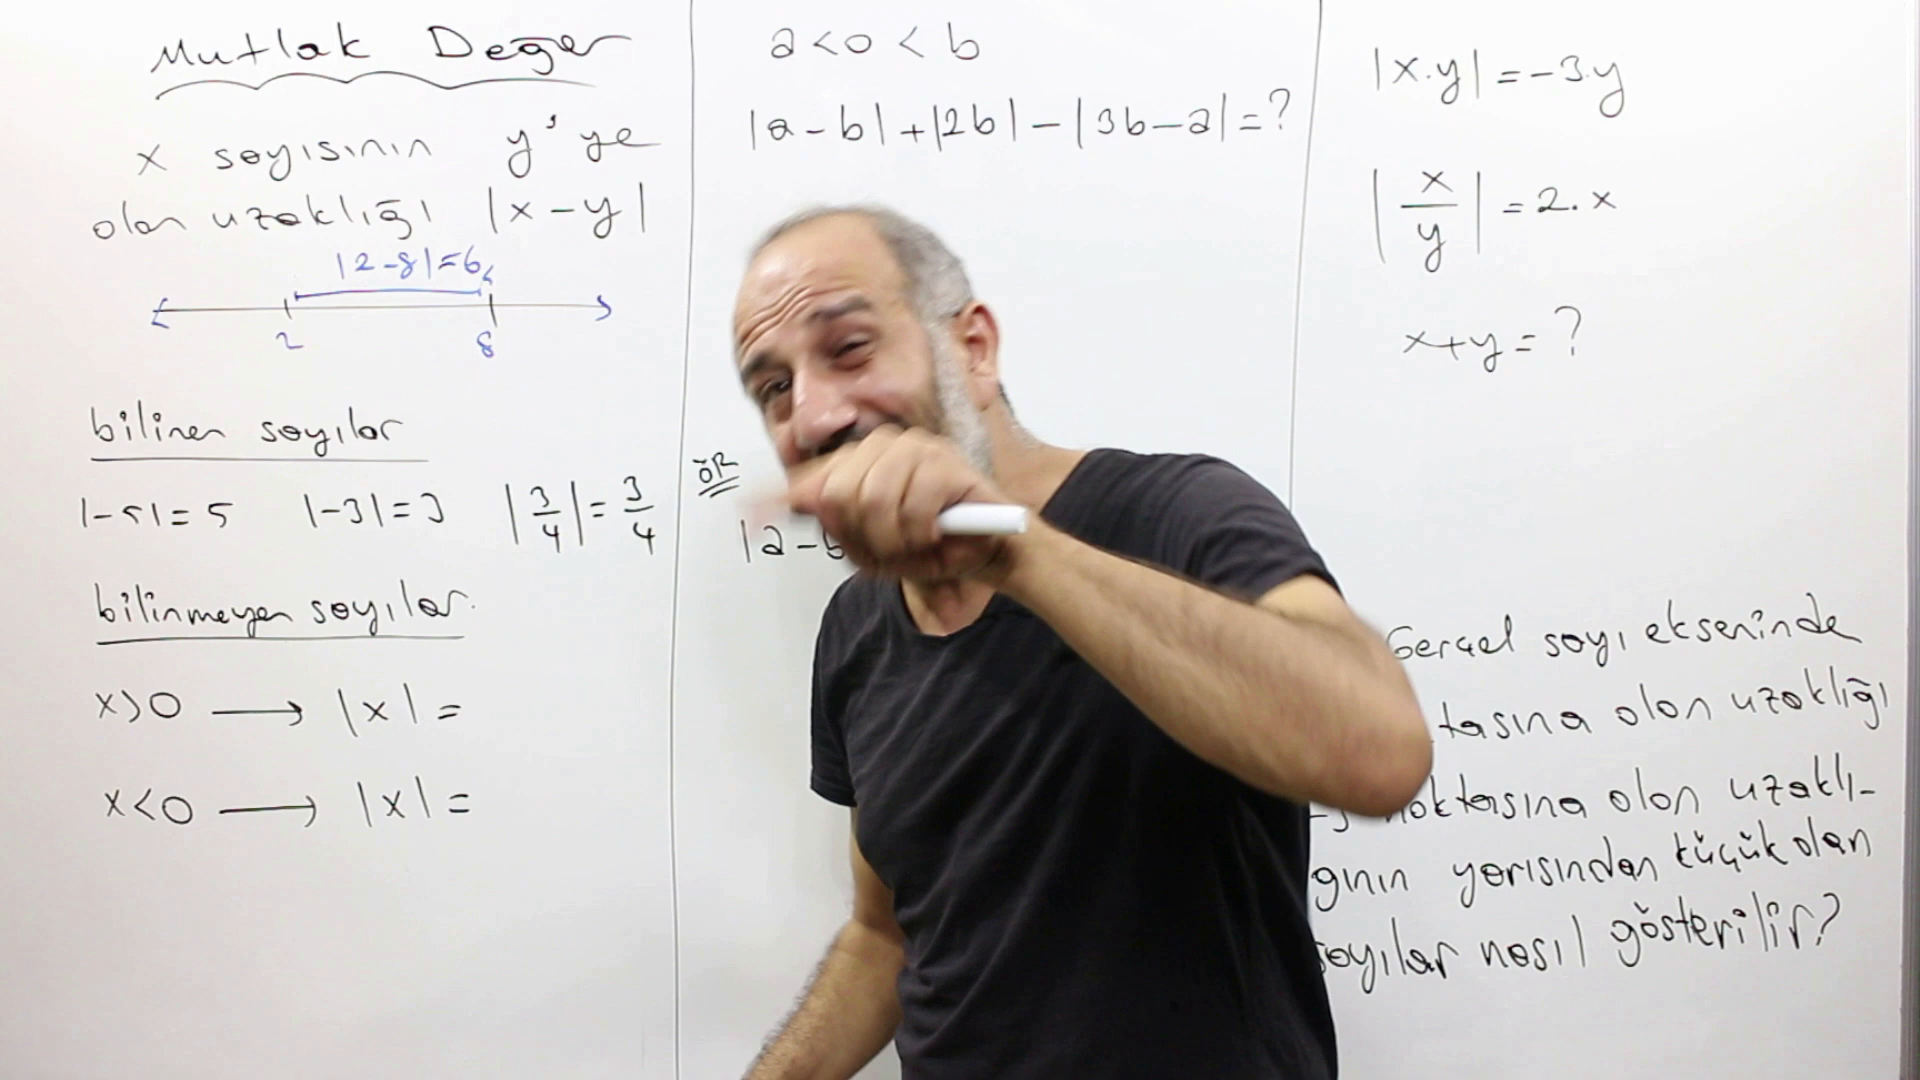 Mutlak Değer
x sayısının y'ye
olan uzaklığı |x-y|
|2-8|=6
2 8
bilinen sayılar
|-5|=5 |-3|=3 |3/4|=3/4
bilinmeyen sayılar.
x>0 → |x|=
x<0 → |x|=
a<0<b
|a-b|+|2b|-|3b-a|=?
ÖR
|a-b
|x.y|=-3.y
|x/y|=2.x
x+y=?
Gerçel sayı ekseninde
tasına olan uzaklığı
noktasına olan uzaklı-
ğının yarısından küçük olan
sayılar nasıl gösterilir?